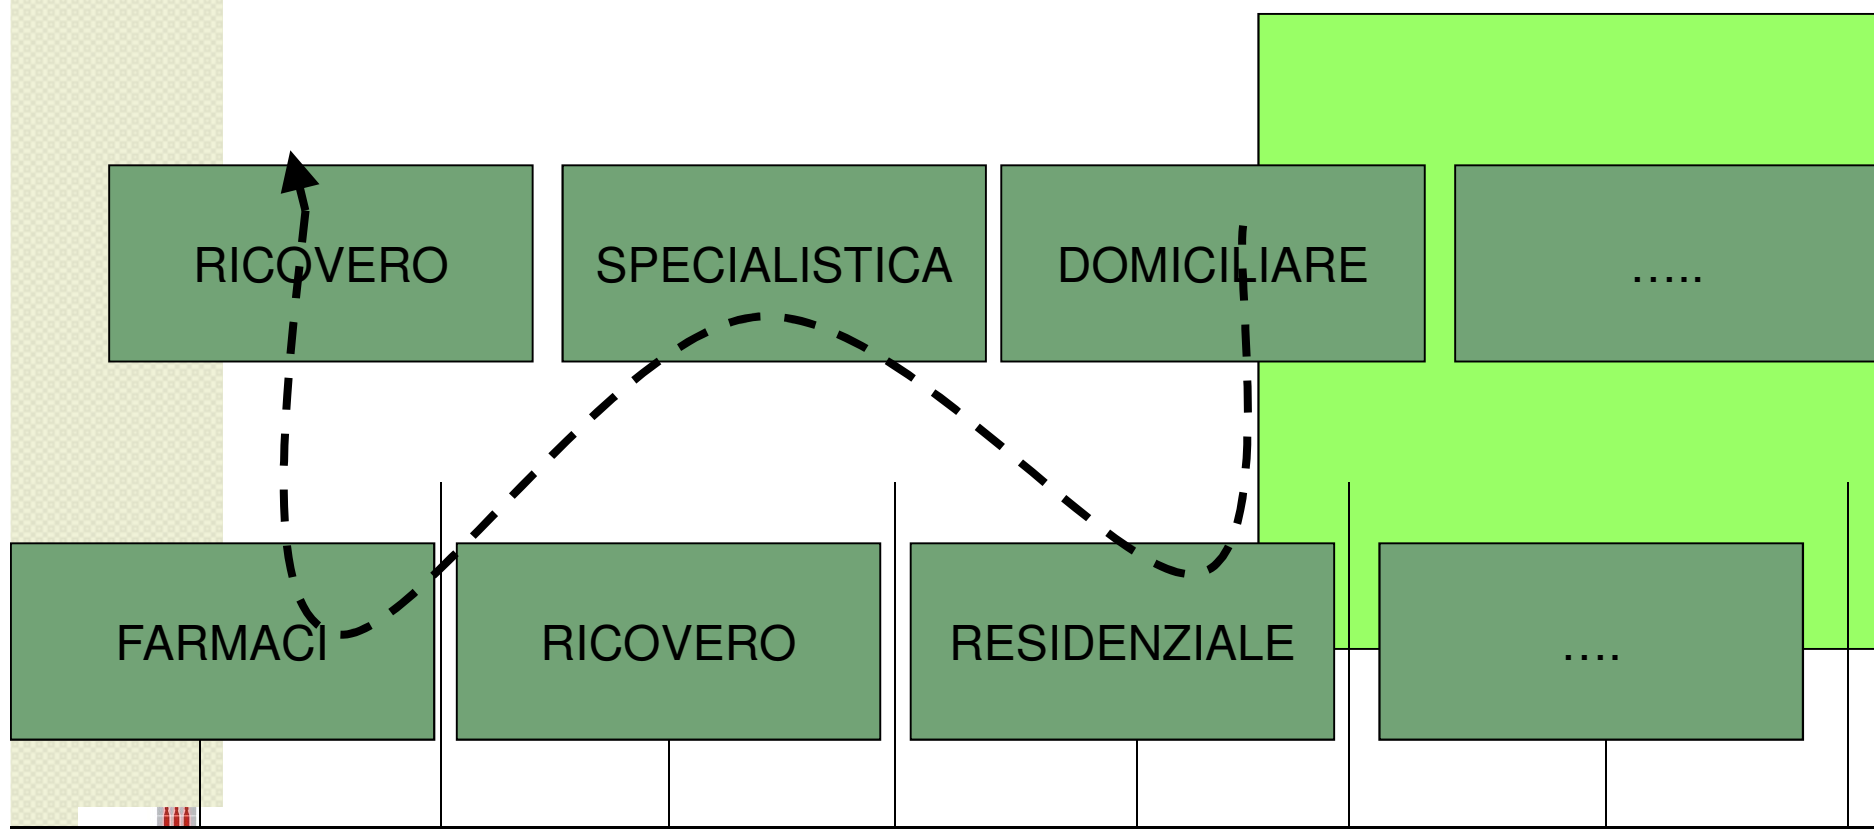 RICOVERO SPECIALISTICA DOMICILIARE .....
FARMACI RICOVERO RESIDENZIALE ....